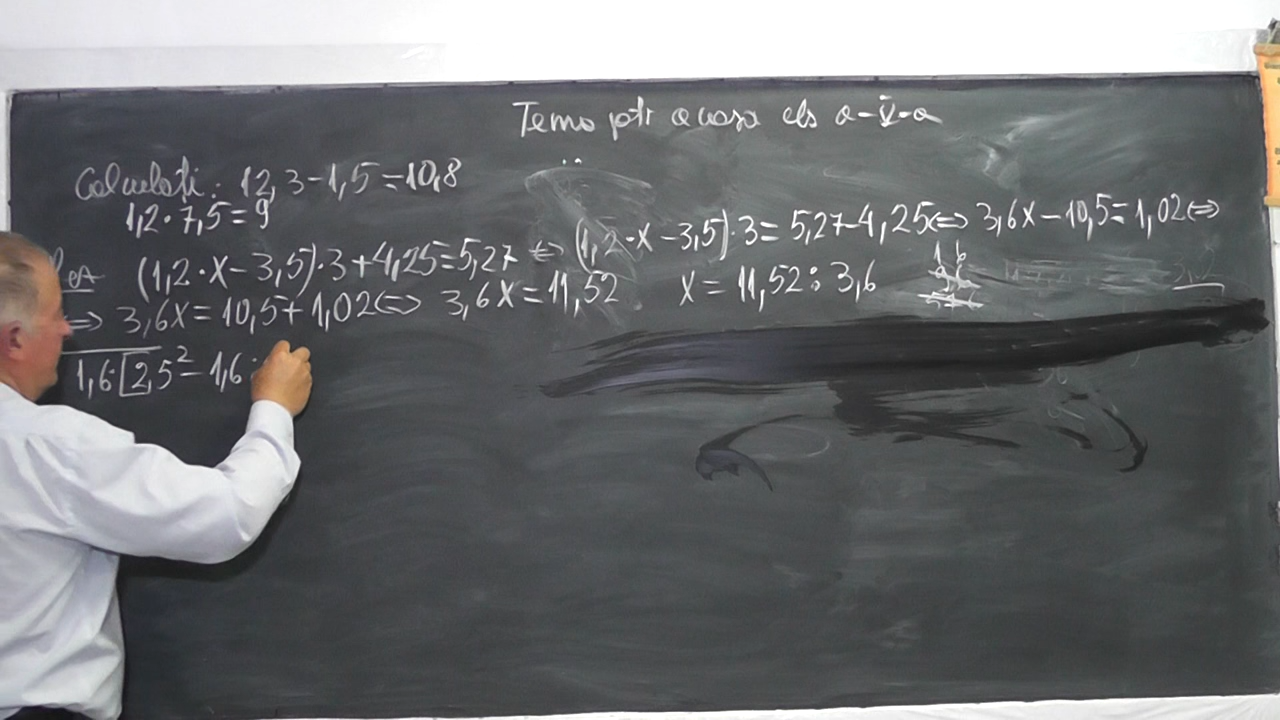 Tema ptr acasa cls a-V-a
Calculati: 12,3-1,5=10,8
1,2·7,5=9
(1,2·x-3,5)·3+4,25=5,27 ⇔ (1,2·x-3,5)·3=5,27-4,25⇔ 3,6x-10,5=1,02⇔
⇔ 3,6x=10,5+1,02⇔ 3,6x=11,52 x=11,52:3,6
1,6·[2,5²-1,6: